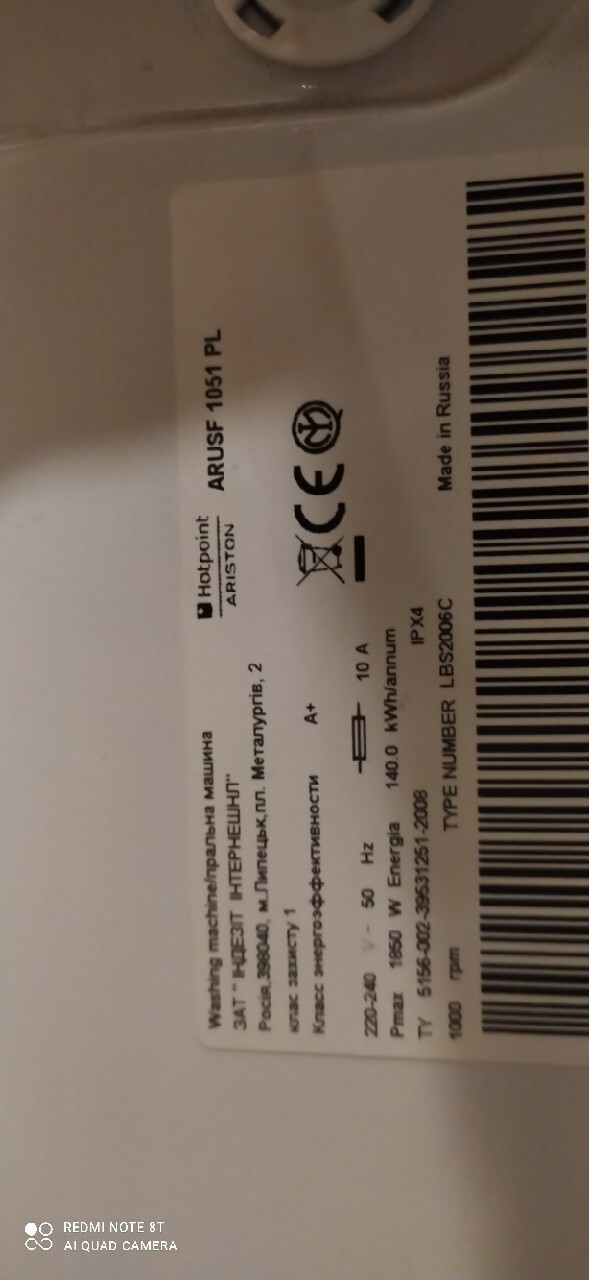 Hotpoint
ARISTON
ARUSF 1051 PL
Washing machine/пральна машина
ЗАТ " ІНДЕЗІТ ІНТЕРНЕШНЛ"
Росія,398040, м.Липецьк,пл. Металургів, 2
клас захисту 1
Класс энергоэффективности A+
220-240 V ~ 50 Hz 10 A
Pmax 1850 W Energia 140.0 kWh/annum
ТУ 5156-002-39531251-2008 IPX4
1000 rpm TYPE NUMBER LBS2006C Made in Russia
REDMI NOTE 8T
AI QUAD CAMERA